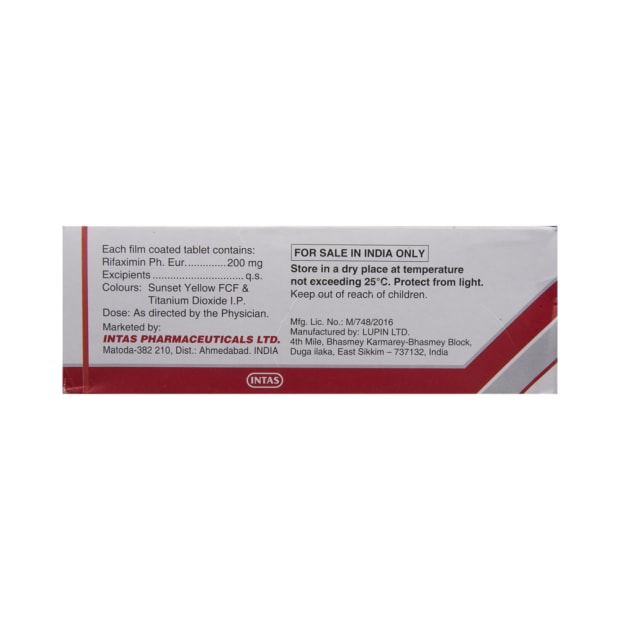 Each film coated tablet contains:
Rifaximin Ph. Eur.............200 mg
Excipients ............................. q.s.
Colours: Sunset Yellow FCF &
Titanium Dioxide I.P.
Dose: As directed by the Physician.
Marketed by:
INTAS PHARMACEUTICALS LTD.
Matoda-382 210, Dist.: Ahmedabad. INDIA
FOR SALE IN INDIA ONLY
Store in a dry place at temperature
not exceeding 25°C. Protect from light.
Keep out of reach of children.
Mfg. Lic. No.: M/748/2016
Manufactured by: LUPIN LTD.
4th Mile, Bhasmey Karmarey-Bhasmey Block,
Duga ilaka, East Sikkim – 737132, India
INTAS